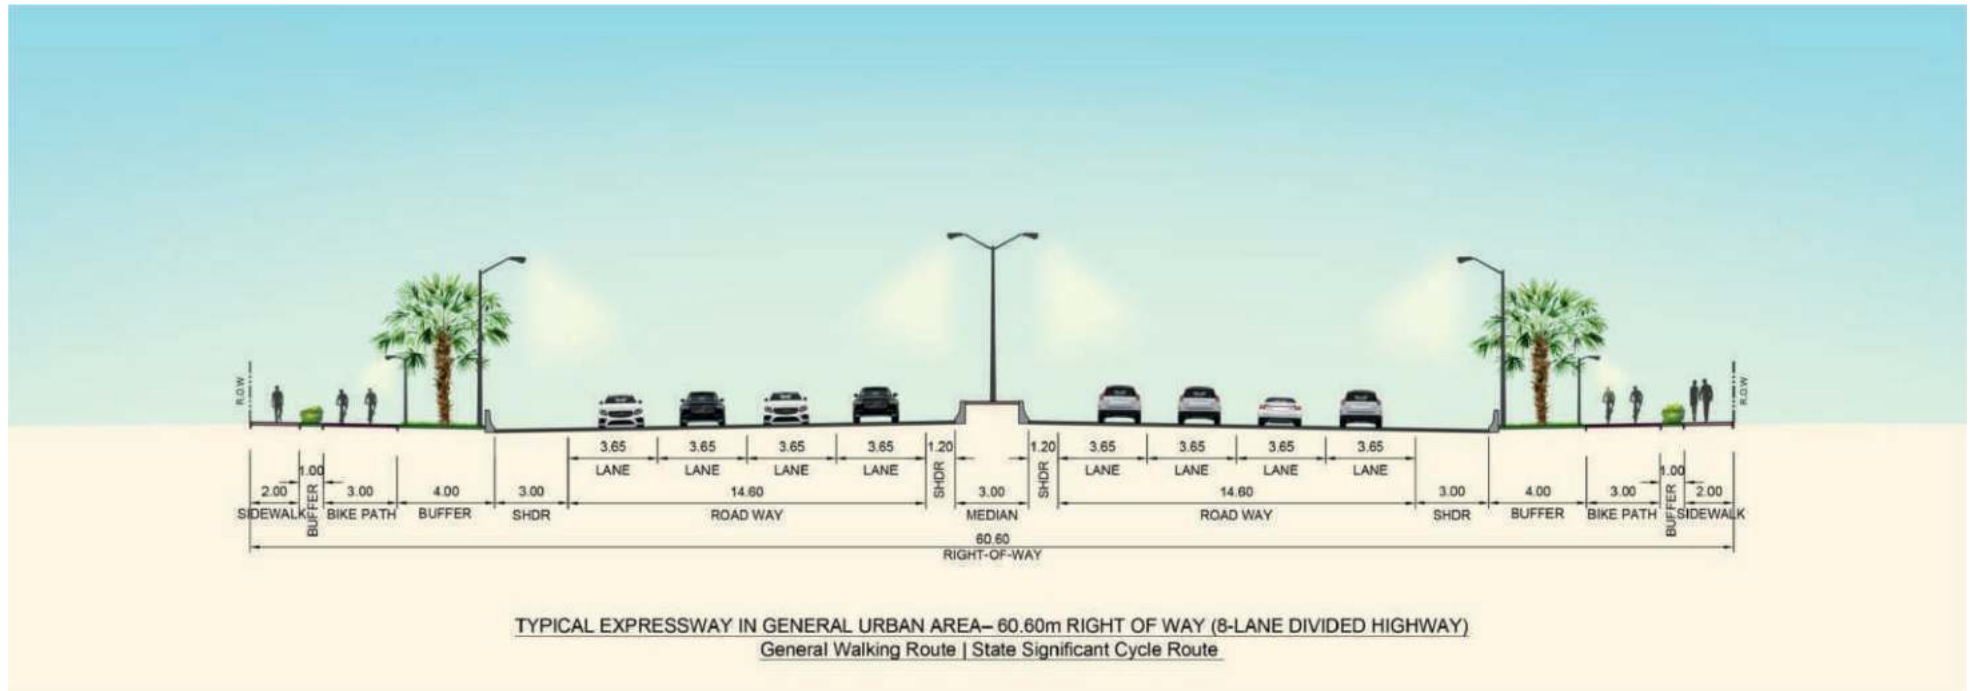 R.O.W
R.O.W
3.65 3.65 3.65 3.65 1.20 1.20 3.65 3.65 3.65 3.65
LANE LANE LANE LANE SHDR SHDR LANE LANE LANE LANE
1.00 1.00
2.00 3.00 4.00 3.00 14.60 3.00 14.60 3.00 4.00 3.00 2.00
SIDEWALK BUFFER BIKE PATH BUFFER SHDR ROAD WAY MEDIAN ROAD WAY SHDR BUFFER BIKE PATH BUFFER SIDEWALK
60.60
RIGHT-OF-WAY
TYPICAL EXPRESSWAY IN GENERAL URBAN AREA– 60.60m RIGHT OF WAY (8-LANE DIVIDED HIGHWAY)
General Walking Route | State Significant Cycle Route